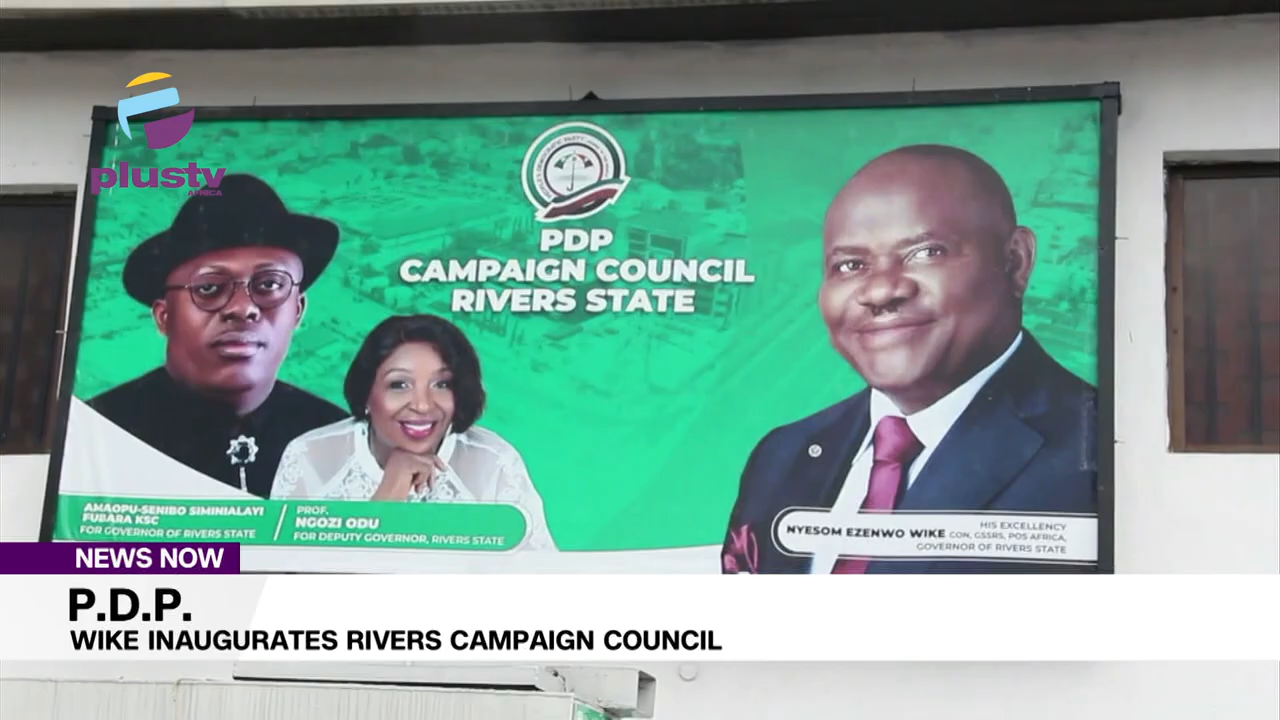 plustv
AFRICA
PDP
CAMPAIGN COUNCIL
RIVERS STATE
AMAOPU-SENIBO SIMINIALAYI
FUBARA KSC
FOR GOVERNOR OF RIVERS STATE
PROF.
NGOZI ODU
FOR DEPUTY GOVERNOR, RIVERS STATE
HIS EXCELLENCY
NYESOM EZENWO WIKE CON, GSSRS, POS AFRICA,
GOVERNOR OF RIVERS STATE
NEWS NOW
P.D.P.
WIKE INAUGURATES RIVERS CAMPAIGN COUNCIL